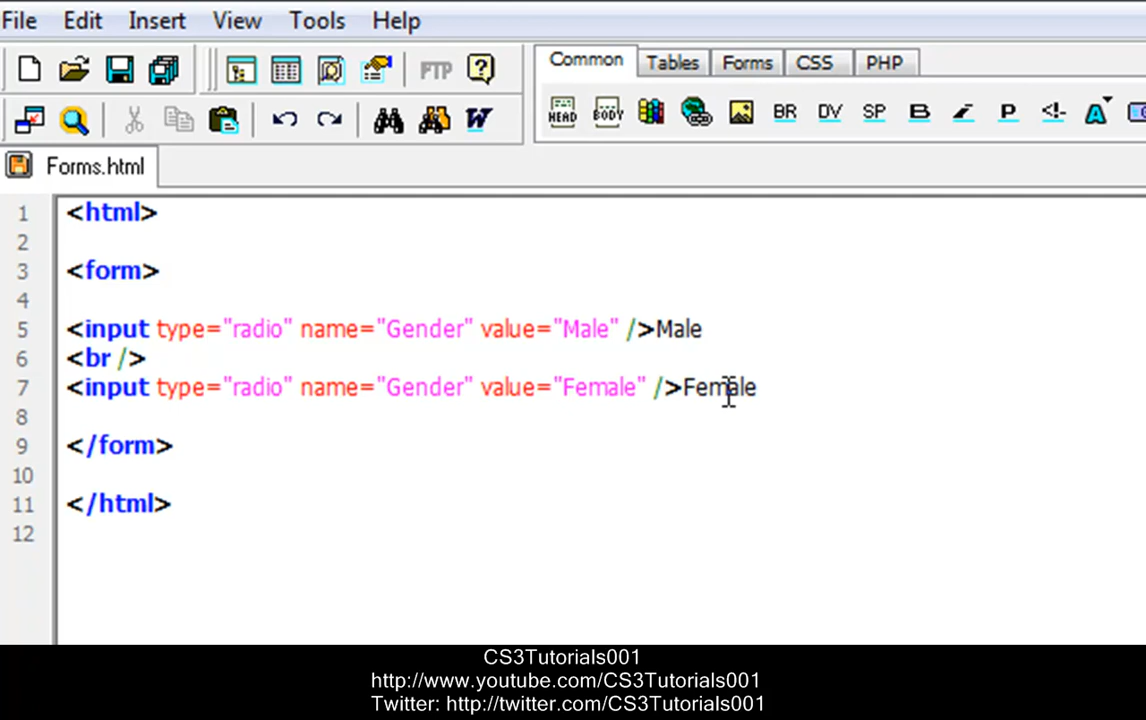 File Edit Insert View Tools Help
Common Tables Forms CSS PHP
FTP
W
HEAD BODY BR DV SP B P <!- A
Forms.html
1 <html>
2
3 <form>
4
5 <input type="radio" name="Gender" value="Male" />Male
6 <br />
7 <input type="radio" name="Gender" value="Female" />Female
8
9 </form>
10
11 </html>
12
CS3Tutorials001
http://www.youtube.com/CS3Tutorials001
Twitter: http://twitter.com/CS3Tutorials001